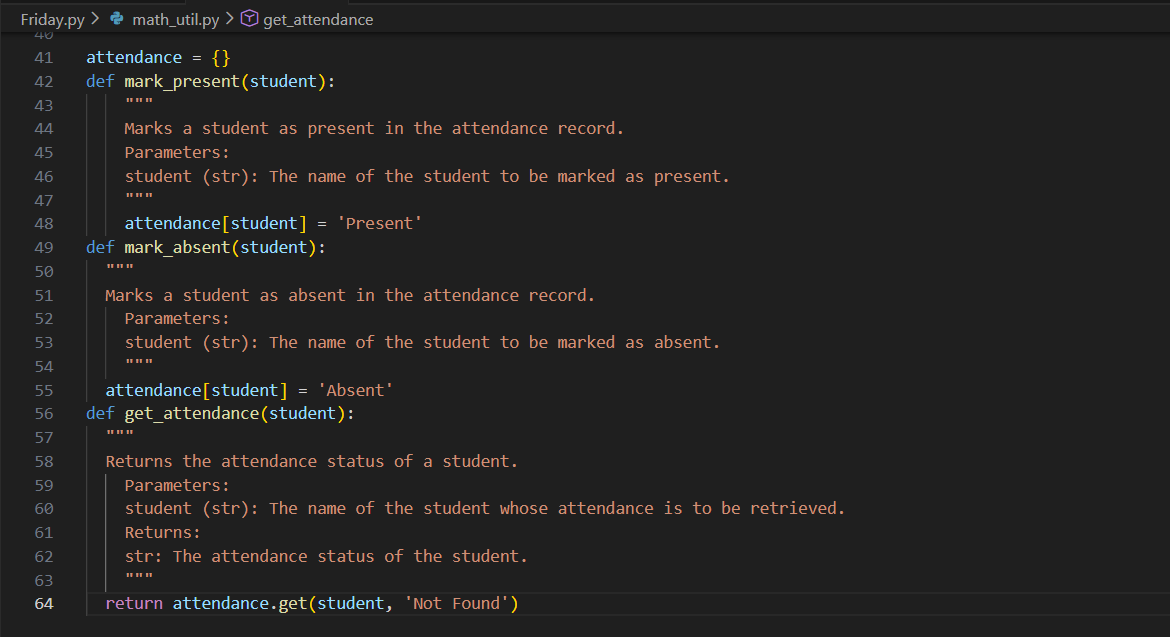 Friday.py > math_util.py > get_attendance
40
41 attendance = {}
42 def mark_present(student):
43     """
44     Marks a student as present in the attendance record.
45     Parameters:
46     student (str): The name of the student to be marked as present.
47     """
48     attendance[student] = 'Present'
49 def mark_absent(student):
50   """
51   Marks a student as absent in the attendance record.
52     Parameters:
53     student (str): The name of the student to be marked as absent.
54     """
55   attendance[student] = 'Absent'
56 def get_attendance(student):
57   """
58   Returns the attendance status of a student.
59     Parameters:
60     student (str): The name of the student whose attendance is to be retrieved.
61     Returns:
62     str: The attendance status of the student.
63     """
64   return attendance.get(student, 'Not Found')